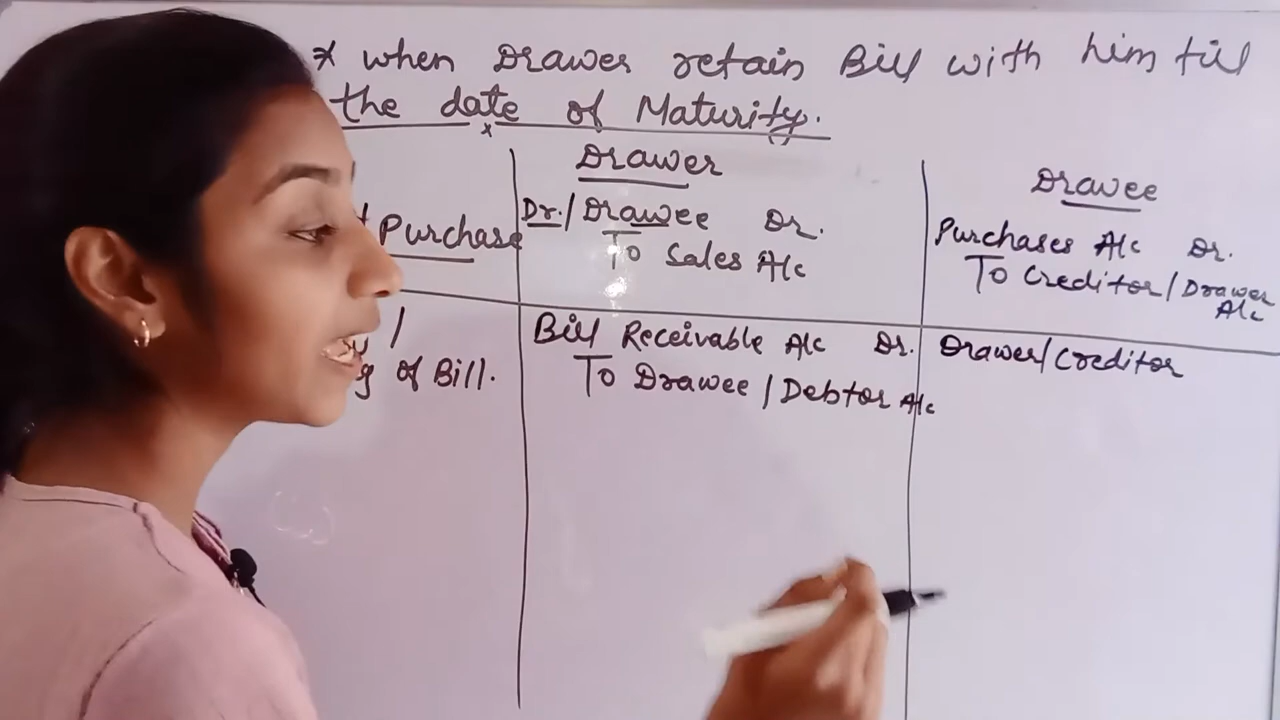 * when Drawer retain Bill with him till
the date of Maturity.
Drawer
Drawee
Purchase
Dr./Drawee Dr.
To Sales A/c
Purchases A/c Dr.
To Creditor/Drawer
A/c
of Bill.
Bill Receivable A/c Dr.
To Drawee/Debtor A/c
Drawer/Creditor